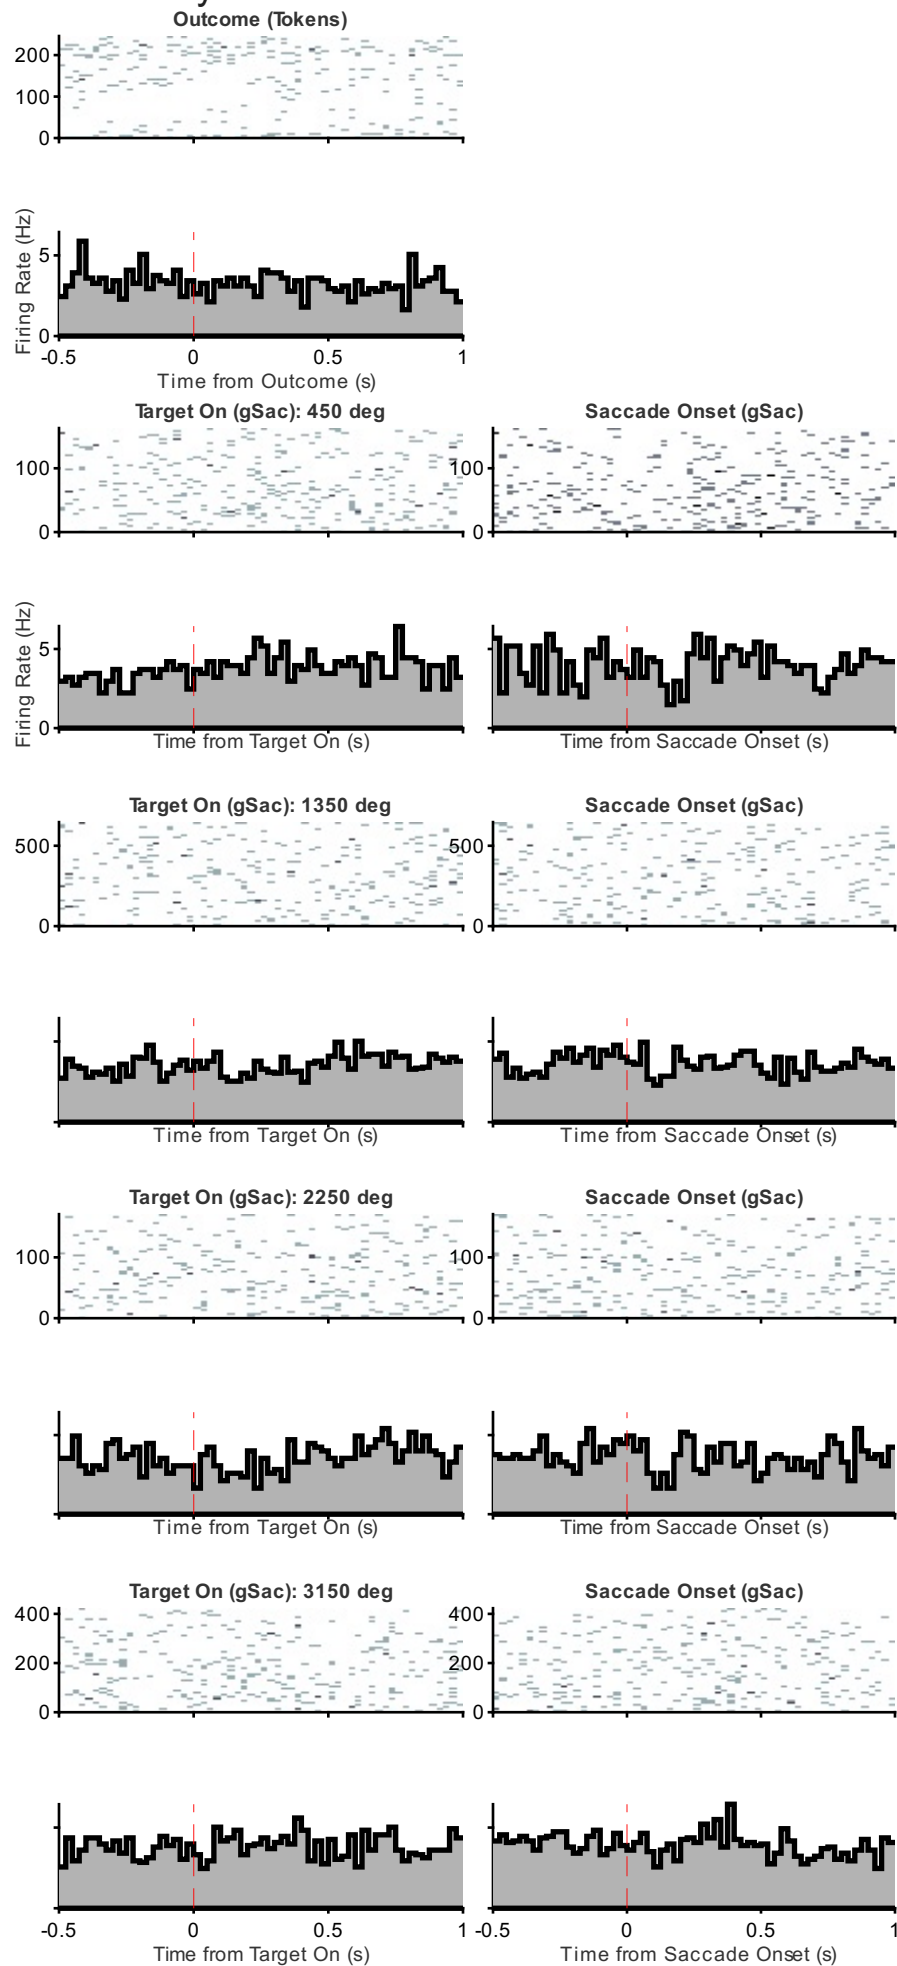 Outcome (Tokens)
200
100
0
Firing Rate (Hz)
5
0
-0.5 0 0.5 1
Time from Outcome (s)
Target On (gSac): 450 deg Saccade Onset (gSac)
100 100
0 0
Firing Rate (Hz)
5
0
Time from Target On (s) Time from Saccade Onset (s)
Target On (gSac): 1350 deg Saccade Onset (gSac)
500 500
0 0
Time from Target On (s) Time from Saccade Onset (s)
Target On (gSac): 2250 deg Saccade Onset (gSac)
100 100
0 0
Time from Target On (s) Time from Saccade Onset (s)
Target On (gSac): 3150 deg Saccade Onset (gSac)
400 400
200 200
0 0
-0.5 0 0.5 1 -0.5 0 0.5 1
Time from Target On (s) Time from Saccade Onset (s)